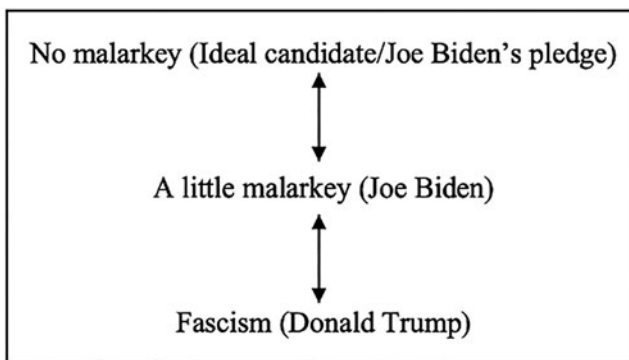 No malarkey (Ideal candidate/Joe Biden's pledge)
A little malarkey (Joe Biden)
Fascism (Donald Trump)